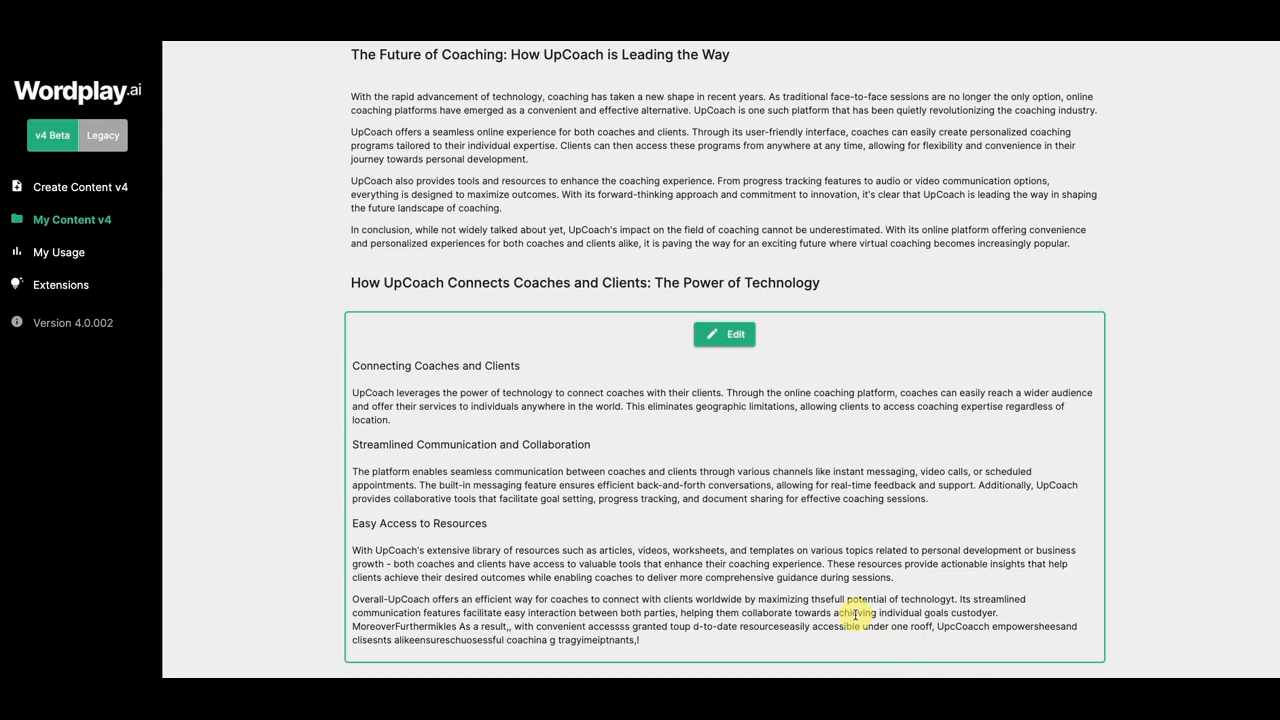 Wordplay.ai
v4 Beta
Legacy
Create Content v4
My Content v4
My Usage
Extensions
Version 4.0.002
The Future of Coaching: How UpCoach is Leading the Way
With the rapid advancement of technology, coaching has taken a new shape in recent years. As traditional face-to-face sessions are no longer the only option, online
coaching platforms have emerged as a convenient and effective alternative. UpCoach is one such platform that has been quietly revolutionizing the coaching industry.
UpCoach offers a seamless online experience for both coaches and clients. Through its user-friendly interface, coaches can easily create personalized coaching
programs tailored to their individual expertise. Clients can then access these programs from anywhere at any time, allowing for flexibility and convenience in their
journey towards personal development.
UpCoach also provides tools and resources to enhance the coaching experience. From progress tracking features to audio or video communication options,
everything is designed to maximize outcomes. With its forward-thinking approach and commitment to innovation, it's clear that UpCoach is leading the way in shaping
the future landscape of coaching.
In conclusion, while not widely talked about yet, UpCoach's impact on the field of coaching cannot be underestimated. With its online platform offering convenience
and personalized experiences for both coaches and clients alike, it is paving the way for an exciting future where virtual coaching becomes increasingly popular.
How UpCoach Connects Coaches and Clients: The Power of Technology
Edit
Connecting Coaches and Clients
UpCoach leverages the power of technology to connect coaches with their clients. Through the online coaching platform, coaches can easily reach a wider audience
and offer their services to individuals anywhere in the world. This eliminates geographic limitations, allowing clients to access coaching expertise regardless of
location.
Streamlined Communication and Collaboration
The platform enables seamless communication between coaches and clients through various channels like instant messaging, video calls, or scheduled
appointments. The built-in messaging feature ensures efficient back-and-forth conversations, allowing for real-time feedback and support. Additionally, UpCoach
provides collaborative tools that facilitate goal setting, progress tracking, and document sharing for effective coaching sessions.
Easy Access to Resources
With UpCoach's extensive library of resources such as articles, videos, worksheets, and templates on various topics related to personal development or business
growth - both coaches and clients have access to valuable tools that enhance their coaching experience. These resources provide actionable insights that help
clients achieve their desired outcomes while enabling coaches to deliver more comprehensive guidance during sessions.
Overall-UpCoach offers an efficient way for coaches to connect with clients worldwide by maximizing thsefull potential of technologyt. Its streamlined
communication features facilitate easy interaction between both parties, helping them collaborate towards achieving individual goals custodyer.
MoreoverFurthermikles As a result,, with convenient accessss granted toup d-to-date resourceseasily accessible under one rooff, UpcCoacch empowersheesand
clisesnts alikeensureschuosessful coachina g tragyimeiptnants,!